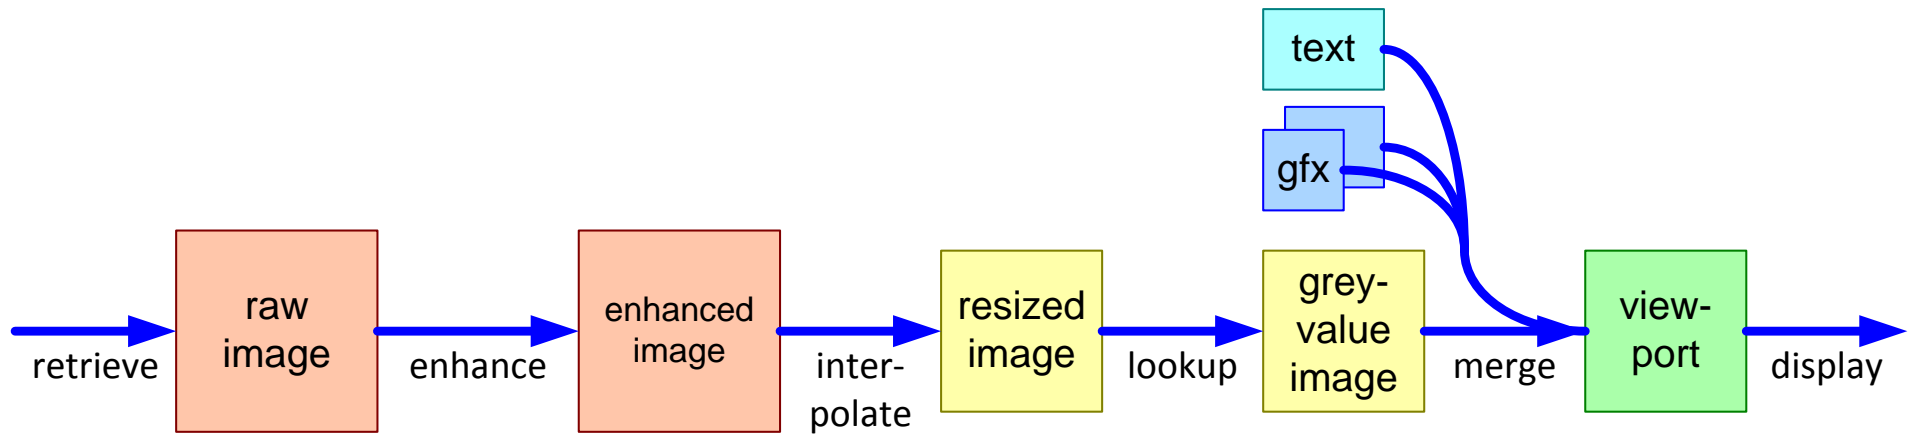 text
gfx
retrieve
raw
image
enhance
enhanced
image
inter-
polate
resized
image
lookup
grey-
value
image
merge
view-
port
display